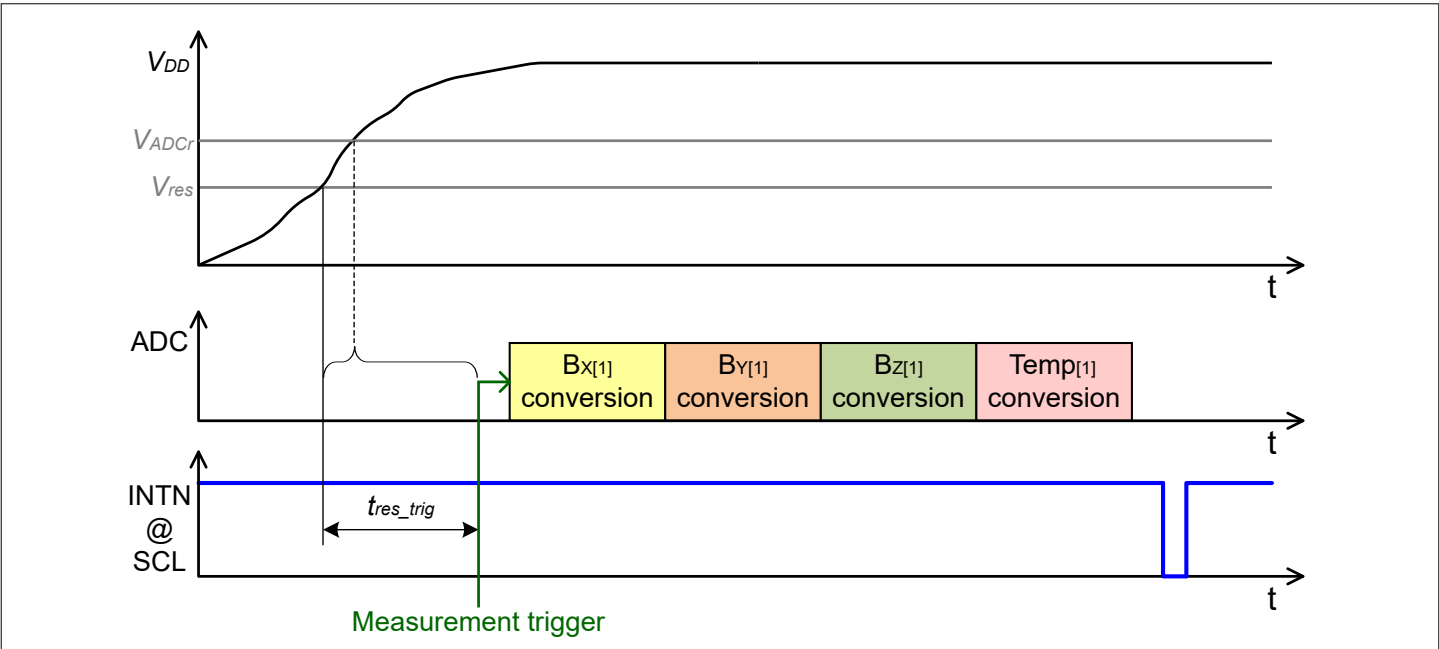 VDD
VADCr
Vres
t
ADC
BX[1]
conversion
BY[1]
conversion
BZ[1]
conversion
Temp[1]
conversion
t
INTN
@
SCL
tres_trig
t
Measurement trigger